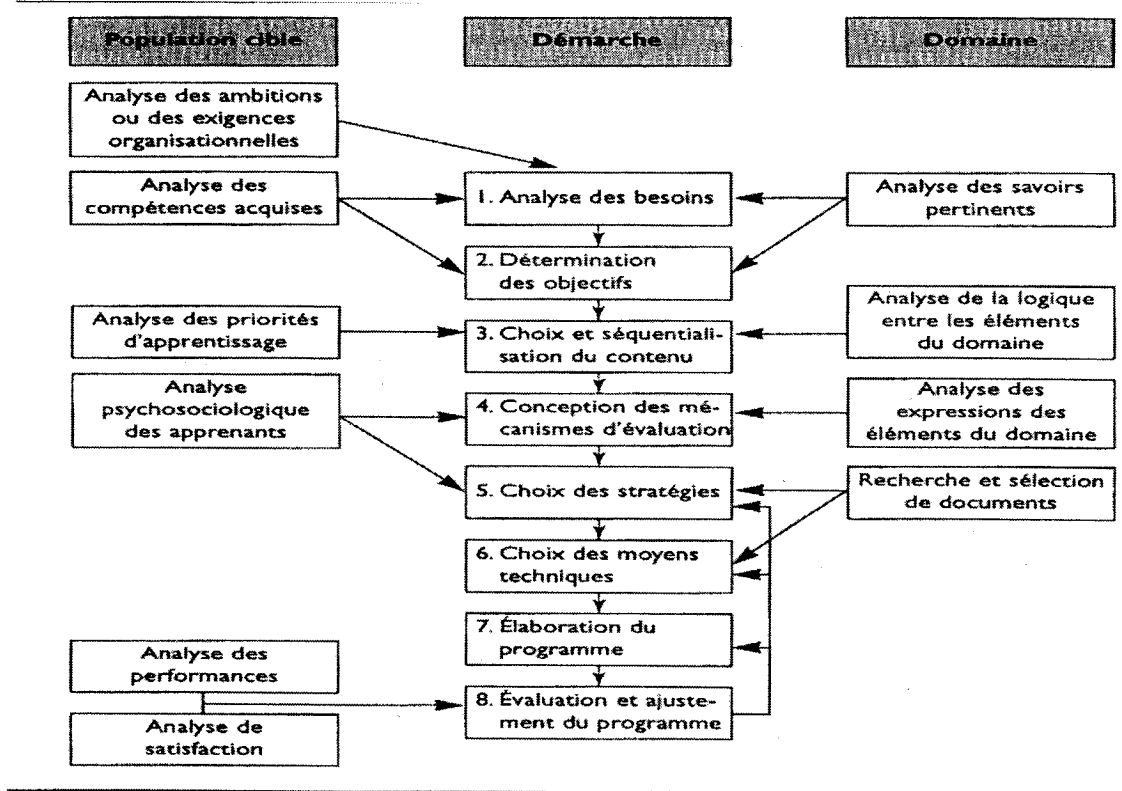 Population cible
Démarche
Domaine
Analyse des ambitions
ou des exigences
organisationnelles
Analyse des
compétences acquises
1. Analyse des besoins
Analyse des savoirs
pertinents
2. Détermination
des objectifs
Analyse des priorités
d'apprentissage
3. Choix et séquentiali-
sation du contenu
Analyse de la logique
entre les éléments
du domaine
Analyse
psychosociologique
des apprenants
4. Conception des mé-
canismes d'évaluation
Analyse des
expressions des
éléments du domaine
5. Choix des stratégies
Recherche et sélection
de documents
6. Choix des moyens
techniques
7. Élaboration du
programme
Analyse des
performances
8. Évaluation et ajuste-
ment du programme
Analyse de
satisfaction